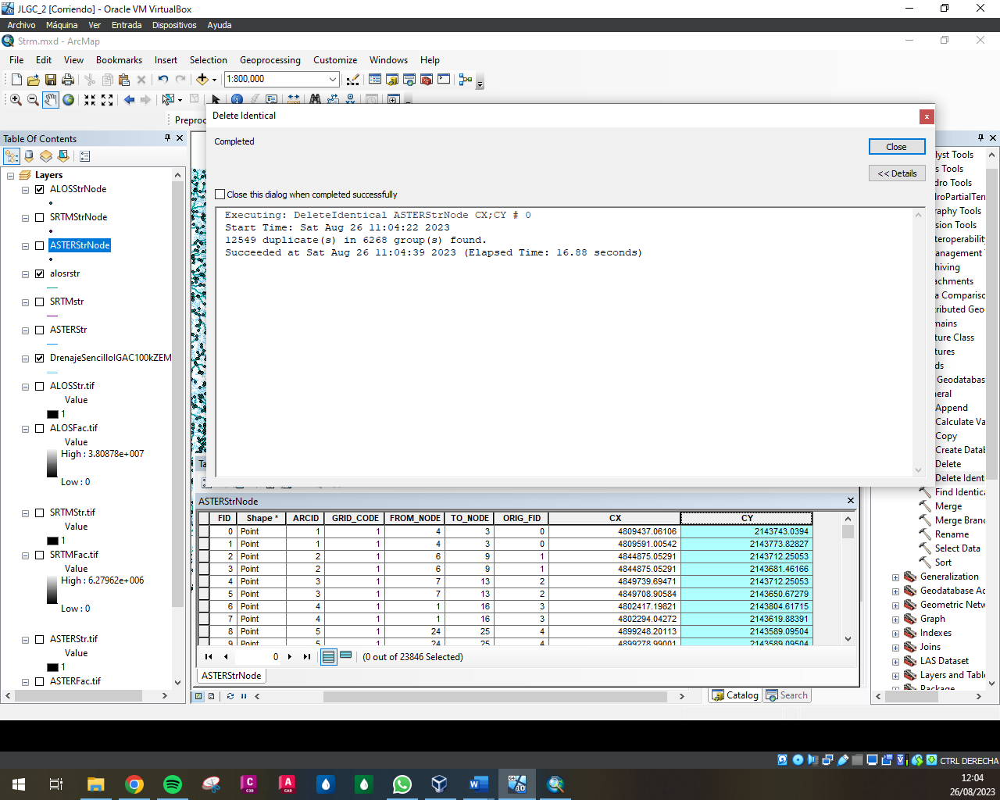 JLGC_2 [Corriendo] - Oracle VM VirtualBox
Archivo Máquina Ver Entrada Dispositivos Ayuda
Strm.mxd - ArcMap
File Edit View Bookmarks Insert Selection Geoprocessing Customize Windows Help
1:800,000
Delete Identical
Completed
Close
<< Details
Close this dialog when completed successfully
Executing: DeleteIdentical ASTERStrNode CX;CY # 0
Start Time: Sat Aug 26 11:04:22 2023
12549 duplicate(s) in 6268 group(s) found.
Succeeded at Sat Aug 26 11:04:39 2023 (Elapsed Time: 16.88 seconds)
Preproc
Table Of Contents
Layers
ALOSStrNode
SRTMStrNode
ASTERStrNode
alosrstr
SRTMstr
ASTERStr
DrenajeSencilloIGAC100kZEM
ALOSStr.tif
Value
1
ALOSFac.tif
Value
High : 3.80878e+007
Low : 0
SRTMStr.tif
Value
1
SRTMFac.tif
Value
High : 6.27962e+006
Low : 0
ASTERStr.tif
Value
1
ASTERFac.tif
Ta
ASTERStrNode
FID Shape * ARCID GRID_CODE FROM_NODE TO_NODE ORIG_FID CX CY
0 Point 1 1 4 3 0 4809437.06106 2143743.0394
1 Point 1 1 4 3 0 4809591.00542 2143773.82827
2 Point 2 1 6 9 1 4844875.05291 2143712.25053
3 Point 2 1 6 9 1 4844875.05291 2143681.46166
4 Point 3 1 7 13 2 4849739.69471 2143712.25053
5 Point 3 1 7 13 2 4849708.90584 2143650.67279
6 Point 4 1 1 16 3 4802417.19821 2143804.61715
7 Point 4 1 1 16 3 4802294.04272 2143619.88391
8 Point 5 1 24 25 4 4899248.20113 2143589.09504
9 Point 5 1 24 25 4 4899278.99001 2143589.09504
0 (0 out of 23846 Selected)
ASTERStrNode
lyst Tools
s Tools
dro Tools
droPartialTerr
raphy Tools
sion Tools
teroperability
anagement
hiving
achments
a Compariso
ributed Geo
mains
ture Class
tures
ds
Geodatabas
eral
Append
Calculate Va
Copy
Create Datab
Delete
Delete Ident
Find Identica
Merge
Merge Branc
Rename
Select Data
Sort
Generalization
Geodatabase Ad
Geometric Netw
Graph
Indexes
Joins
LAS Dataset
Layers and Table
Package
Catalog Search
CTRL DERECHA
12:04
26/08/2023